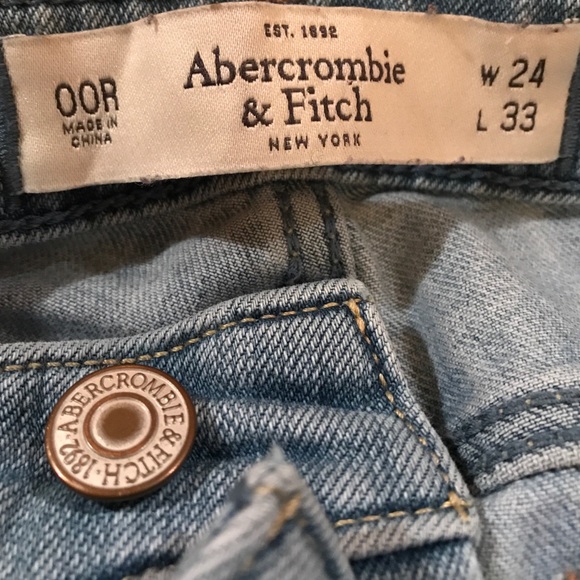 EST. 1892
00R
MADE IN
CHINA
Abercrombie
& Fitch
NEW YORK
W 24
L 33
ABERCROMBIE & FITCH · 1892 ·